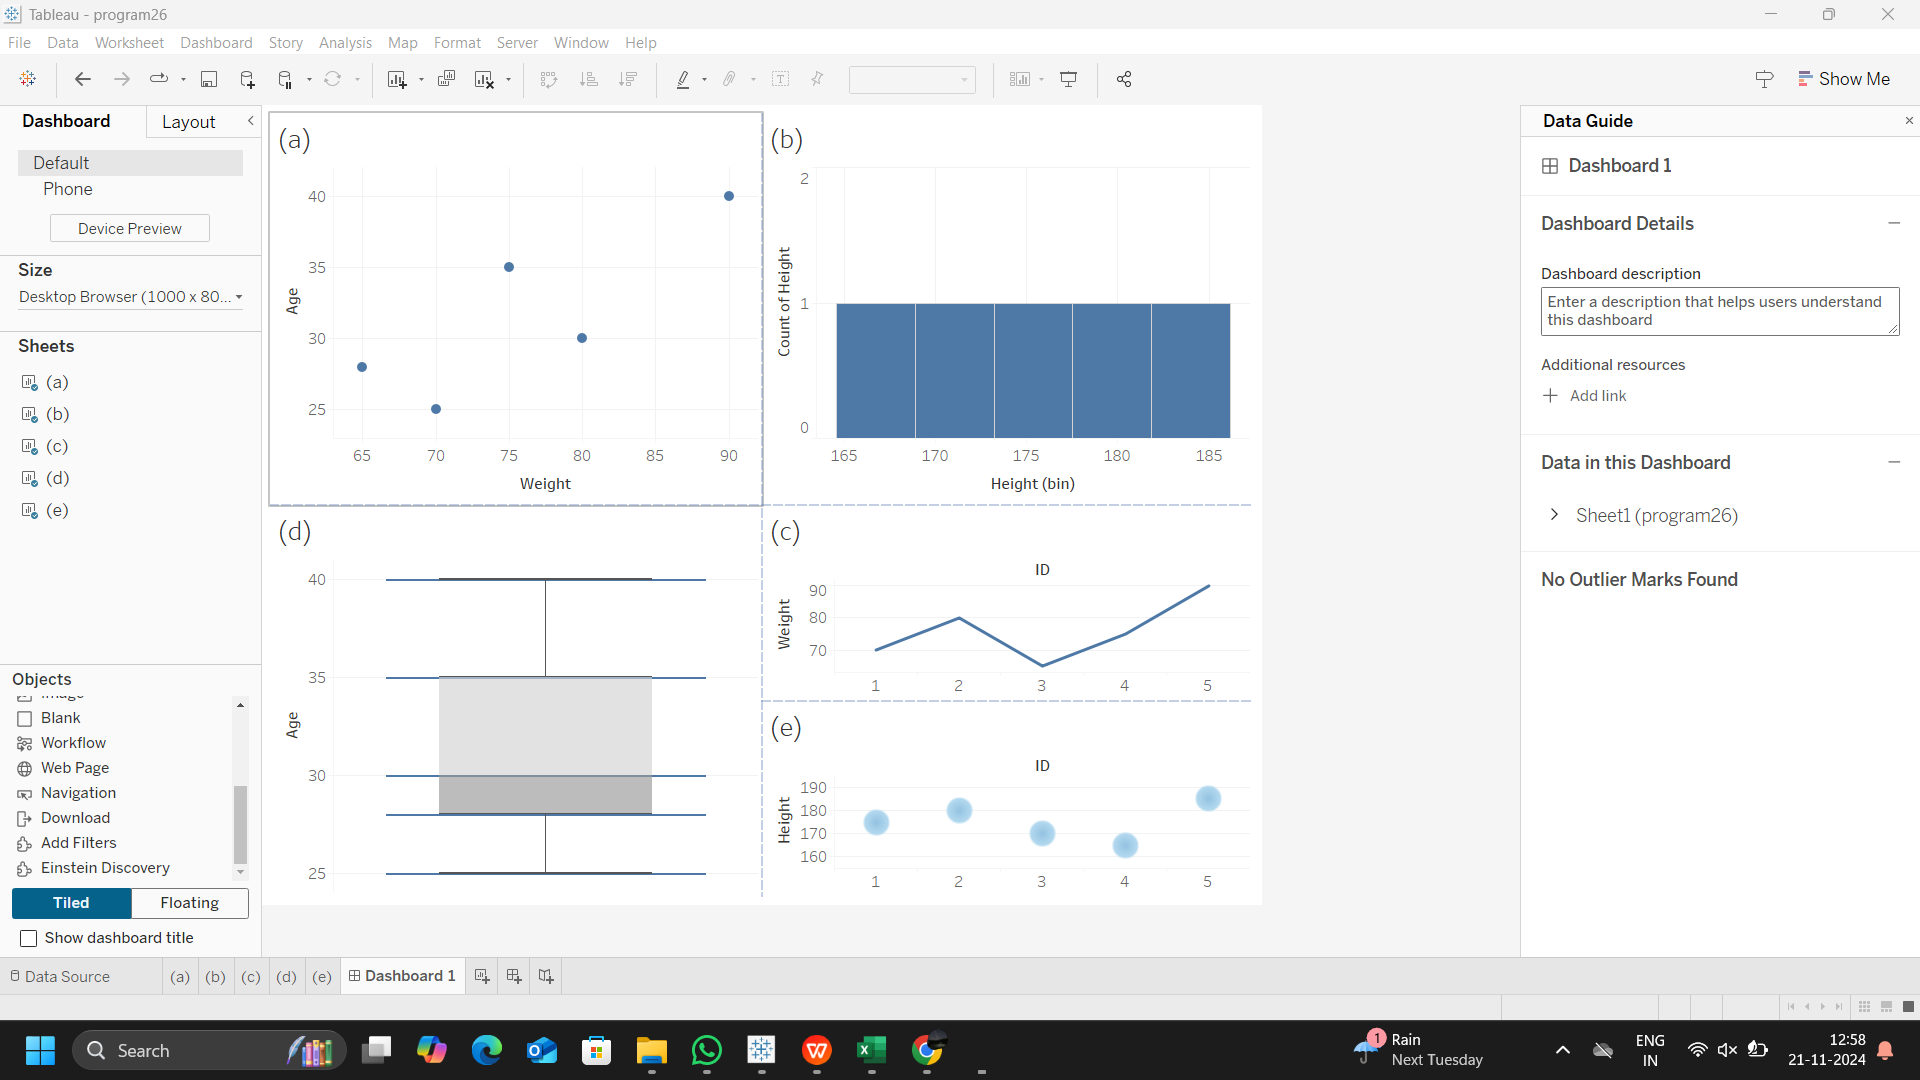 Tableau - program26
File Data Worksheet Dashboard Story Analysis Map Format Server Window Help
Show Me
Dashboard Layout
Default
Phone
Device Preview
Size
Desktop Browser (1000 x 80...
Sheets
(a)
(b)
(c)
(d)
(e)
Objects
Image
Blank
Workflow
Web Page
Navigation
Download
Add Filters
Einstein Discovery
Tiled Floating
Show dashboard title
(a)
40
35
30
25
Age
65 70 75 80 85 90
Weight
(b)
2
1
0
Count of Height
165 170 175 180 185
Height (bin)
(d)
40
35
30
25
Age
(c)
ID
90
80
70
Weight
1 2 3 4 5
(e)
ID
190
180
170
160
Height
1 2 3 4 5
Data Guide
Dashboard 1
Dashboard Details
Dashboard description
Enter a description that helps users understand
this dashboard
Additional resources
Add link
Data in this Dashboard
Sheet1 (program26)
No Outlier Marks Found
Data Source (a) (b) (c) (d) (e) Dashboard 1
Search
1
Rain
Next Tuesday
ENG
IN
12:58
21-11-2024